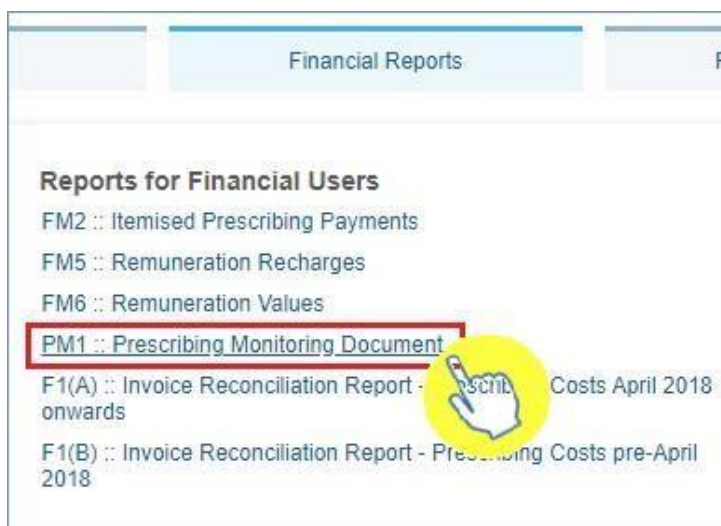 Financial Reports
Reports for Financial Users
FM2 :: Itemised Prescribing Payments
FM5 :: Remuneration Recharges
FM6 :: Remuneration Values
PM1 :: Prescribing Monitoring Document
F1(A) :: Invoice Reconciliation Report - Costs April 2018
onwards
F1(B) :: Invoice Reconciliation Report - Prescribing Costs pre-April
2018